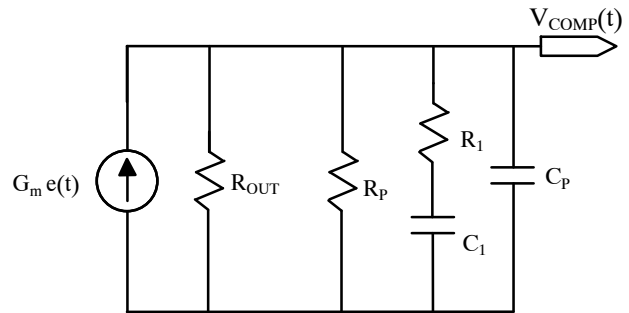 V_COMP(t)
G_m e(t)
R_OUT
R_P
R_1
C_1
C_P